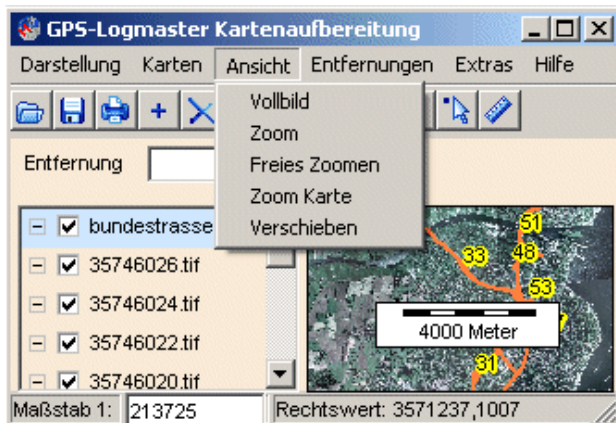 GPS-Logmaster Kartenaufbereitung
Darstellung Karten Ansicht Entfernungen Extras Hilfe
Vollbild
Zoom
Freies Zoomen
Zoom Karte
Verschieben
Entfernung
bundestrasse
35746026.tif
35746024.tif
35746022.tif
35746020.tif
51
33
48
53
4000 Meter
31
Maßstab 1: 213725 Rechtswert: 3571237,1007